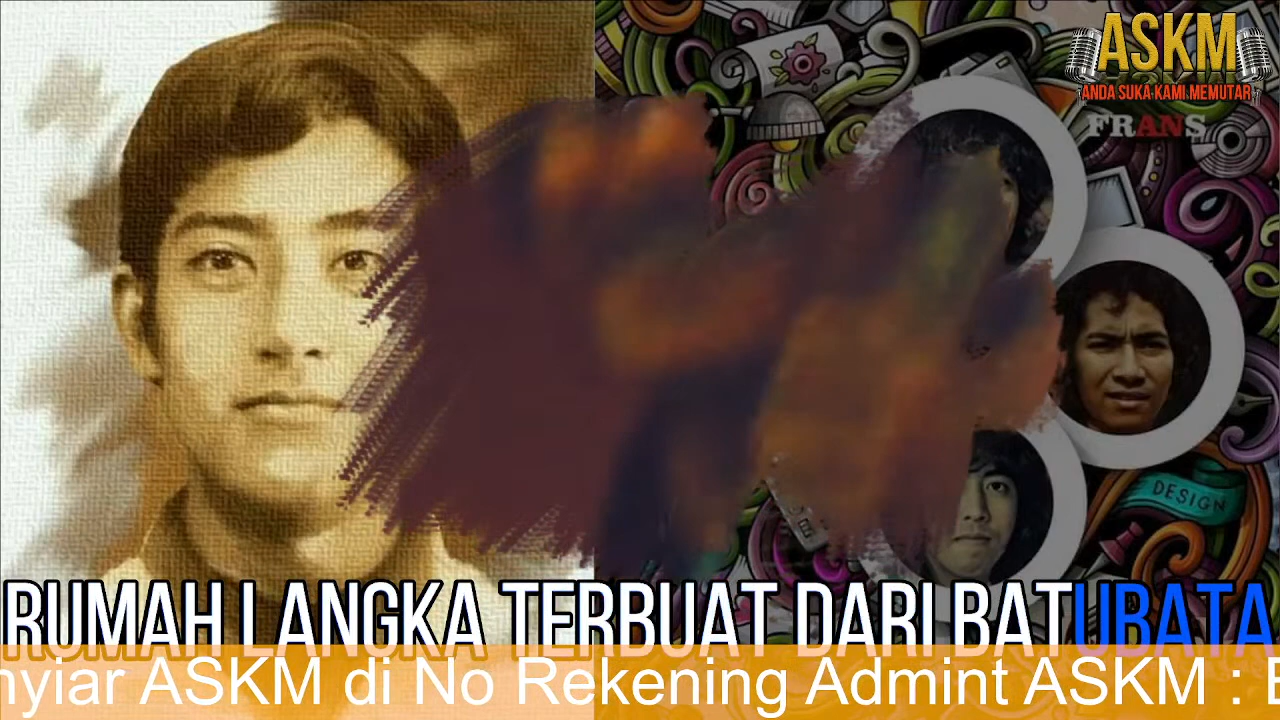 ASKM
ANDA SUKA KAMI MEMUTAR
FRANS
DESIGN
RUMAH LANGKA TERBUAT DARI BATUBATA
nyiar ASKM di No Rekening Admint ASKM :